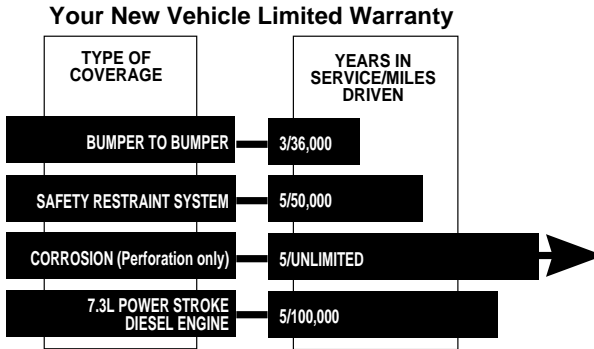 Your New Vehicle Limited Warranty
TYPE OF
COVERAGE
YEARS IN
SERVICE/MILES
DRIVEN
BUMPER TO BUMPER
3/36,000
SAFETY RESTRAINT SYSTEM
5/50,000
CORROSION (Perforation only)
5/UNLIMITED
7.3L POWER STROKE
DIESEL ENGINE
5/100,000